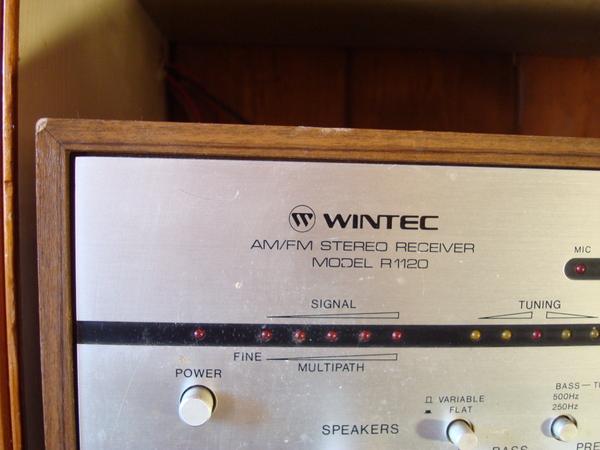 WINTEC
AM/FM STEREO RECEIVER
MODEL R1120
MIC
SIGNAL
TUNING
FINE
MULTIPATH
POWER
VARIABLE
FLAT
SPEAKERS
BASS
500Hz
250Hz
BASS